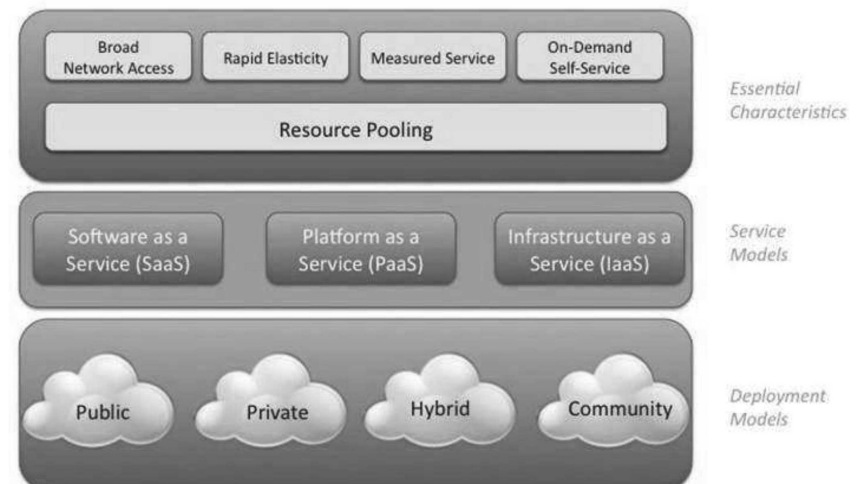 Broad
Network Access
Rapid Elasticity
Measured Service
On-Demand
Self-Service
Resource Pooling
Essential
Characteristics
Software as a
Service (SaaS)
Platform as a
Service (PaaS)
Infrastructure as a
Service (IaaS)
Service
Models
Public
Private
Hybrid
Community
Deployment
Models